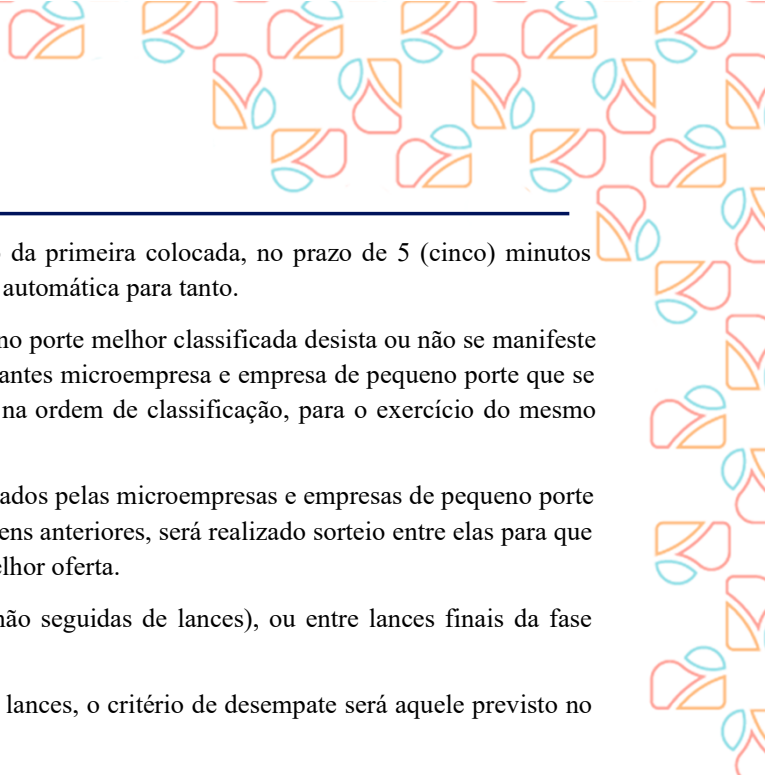 da primeira colocada, no prazo de 5 (cinco) minutos
automática para tanto.
no porte melhor classificada desista ou não se manifeste
antes microempresa e empresa de pequeno porte que se
na ordem de classificação, para o exercício do mesmo
ados pelas microempresas e empresas de pequeno porte
ens anteriores, será realizado sorteio entre elas para que
elhor oferta.
não seguidas de lances), ou entre lances finais da fase
lances, o critério de desempate será aquele previsto no